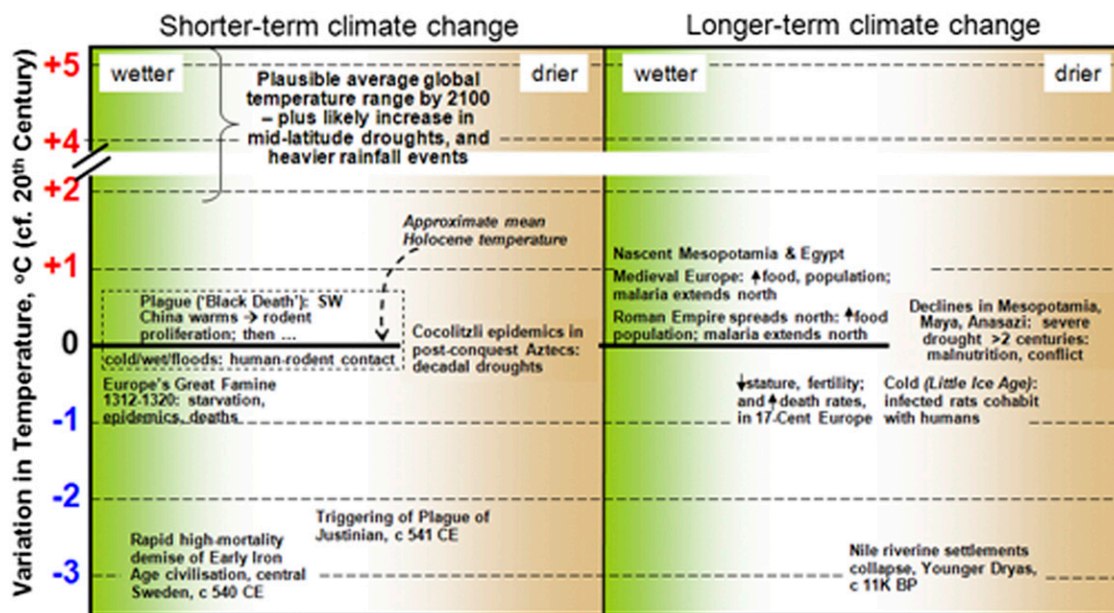 Shorter-term climate change
Longer-term climate change
Variation in Temperature, °C (cf. 20th Century)
+5
+4
+2
+1
0
-1
-2
-3
wetter
drier
Plausible average global
temperature range by 2100
– plus likely increase in
mid-latitude droughts, and
heavier rainfall events
Approximate mean
Holocene temperature
Plague (‘Black Death’): SW
China warms → rodent
proliferation; then ...
cold/wet/floods: human-rodent contact
Cocolitzli epidemics in
post-conquest Aztecs:
decadal droughts
Europe’s Great Famine
1312-1320: starvation,
epidemics, deaths
Triggering of Plague of
Justinian, c 541 CE
Rapid high-mortality
demise of Early Iron
Age civilisation, central
Sweden, c 540 CE
wetter
drier
Nascent Mesopotamia & Egypt
Medieval Europe: ↑food, population;
malaria extends north
Roman Empire spreads north: ↑food
population; malaria extends north
Declines in Mesopotamia,
Maya, Anasazi: severe
drought >2 centuries:
malnutrition, conflict
↓stature, fertility;
and ↑death rates,
in 17-Cent Europe
Cold (Little Ice Age):
infected rats cohabit
with humans
Nile riverine settlements
collapse, Younger Dryas,
c 11K BP